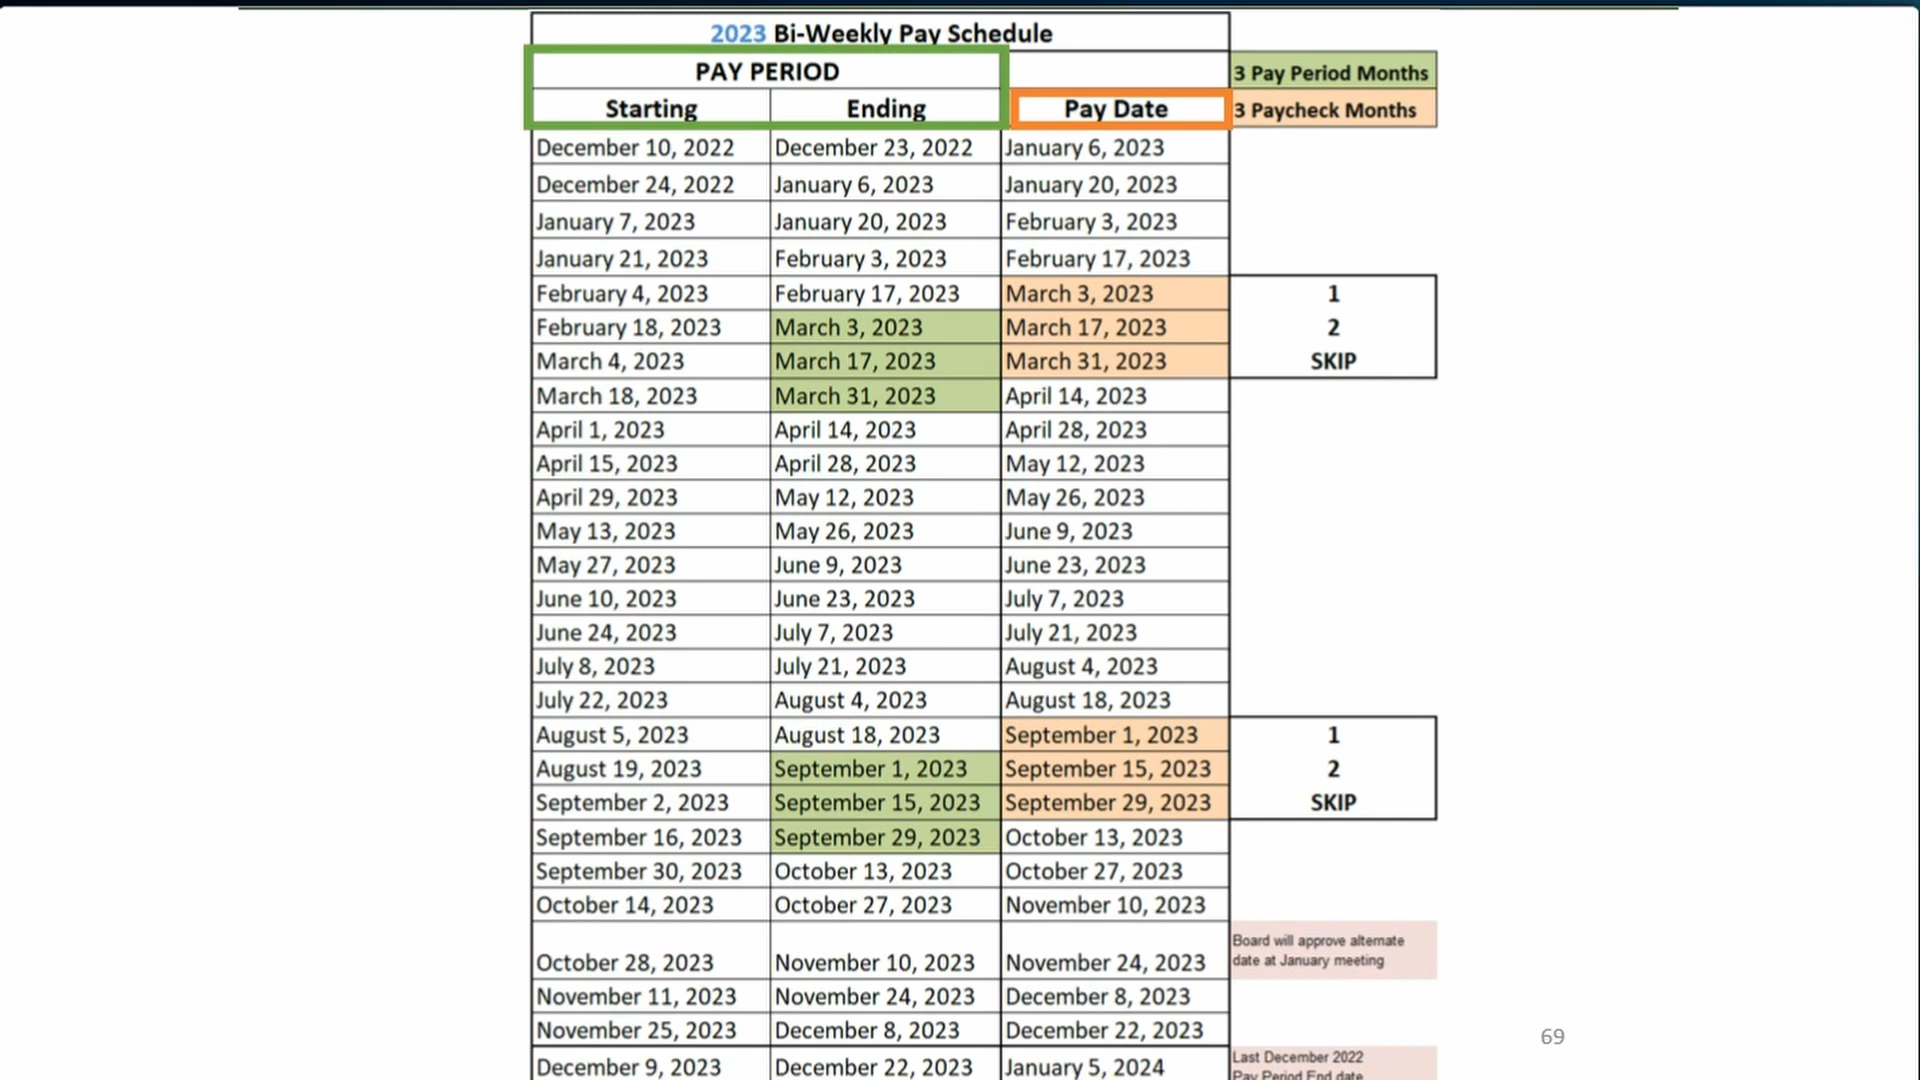 2023 Bi-Weekly Pay Schedule
PAY PERIOD 3 Pay Period Months
Starting Ending Pay Date 3 Paycheck Months
December 10, 2022 December 23, 2022 January 6, 2023
December 24, 2022 January 6, 2023 January 20, 2023
January 7, 2023 January 20, 2023 February 3, 2023
January 21, 2023 February 3, 2023 February 17, 2023
February 4, 2023 February 17, 2023 March 3, 2023 1
February 18, 2023 March 3, 2023 March 17, 2023 2
March 4, 2023 March 17, 2023 March 31, 2023 SKIP
March 18, 2023 March 31, 2023 April 14, 2023
April 1, 2023 April 14, 2023 April 28, 2023
April 15, 2023 April 28, 2023 May 12, 2023
April 29, 2023 May 12, 2023 May 26, 2023
May 13, 2023 May 26, 2023 June 9, 2023
May 27, 2023 June 9, 2023 June 23, 2023
June 10, 2023 June 23, 2023 July 7, 2023
June 24, 2023 July 7, 2023 July 21, 2023
July 8, 2023 July 21, 2023 August 4, 2023
July 22, 2023 August 4, 2023 August 18, 2023
August 5, 2023 August 18, 2023 September 1, 2023 1
August 19, 2023 September 1, 2023 September 15, 2023 2
September 2, 2023 September 15, 2023 September 29, 2023 SKIP
September 16, 2023 September 29, 2023 October 13, 2023
September 30, 2023 October 13, 2023 October 27, 2023
October 14, 2023 October 27, 2023 November 10, 2023
Board will approve alternate
date at January meeting
October 28, 2023 November 10, 2023 November 24, 2023
November 11, 2023 November 24, 2023 December 8, 2023
November 25, 2023 December 8, 2023 December 22, 2023
69
December 9, 2023 December 22, 2023 January 5, 2024
Last December 2022
Pay Period End date